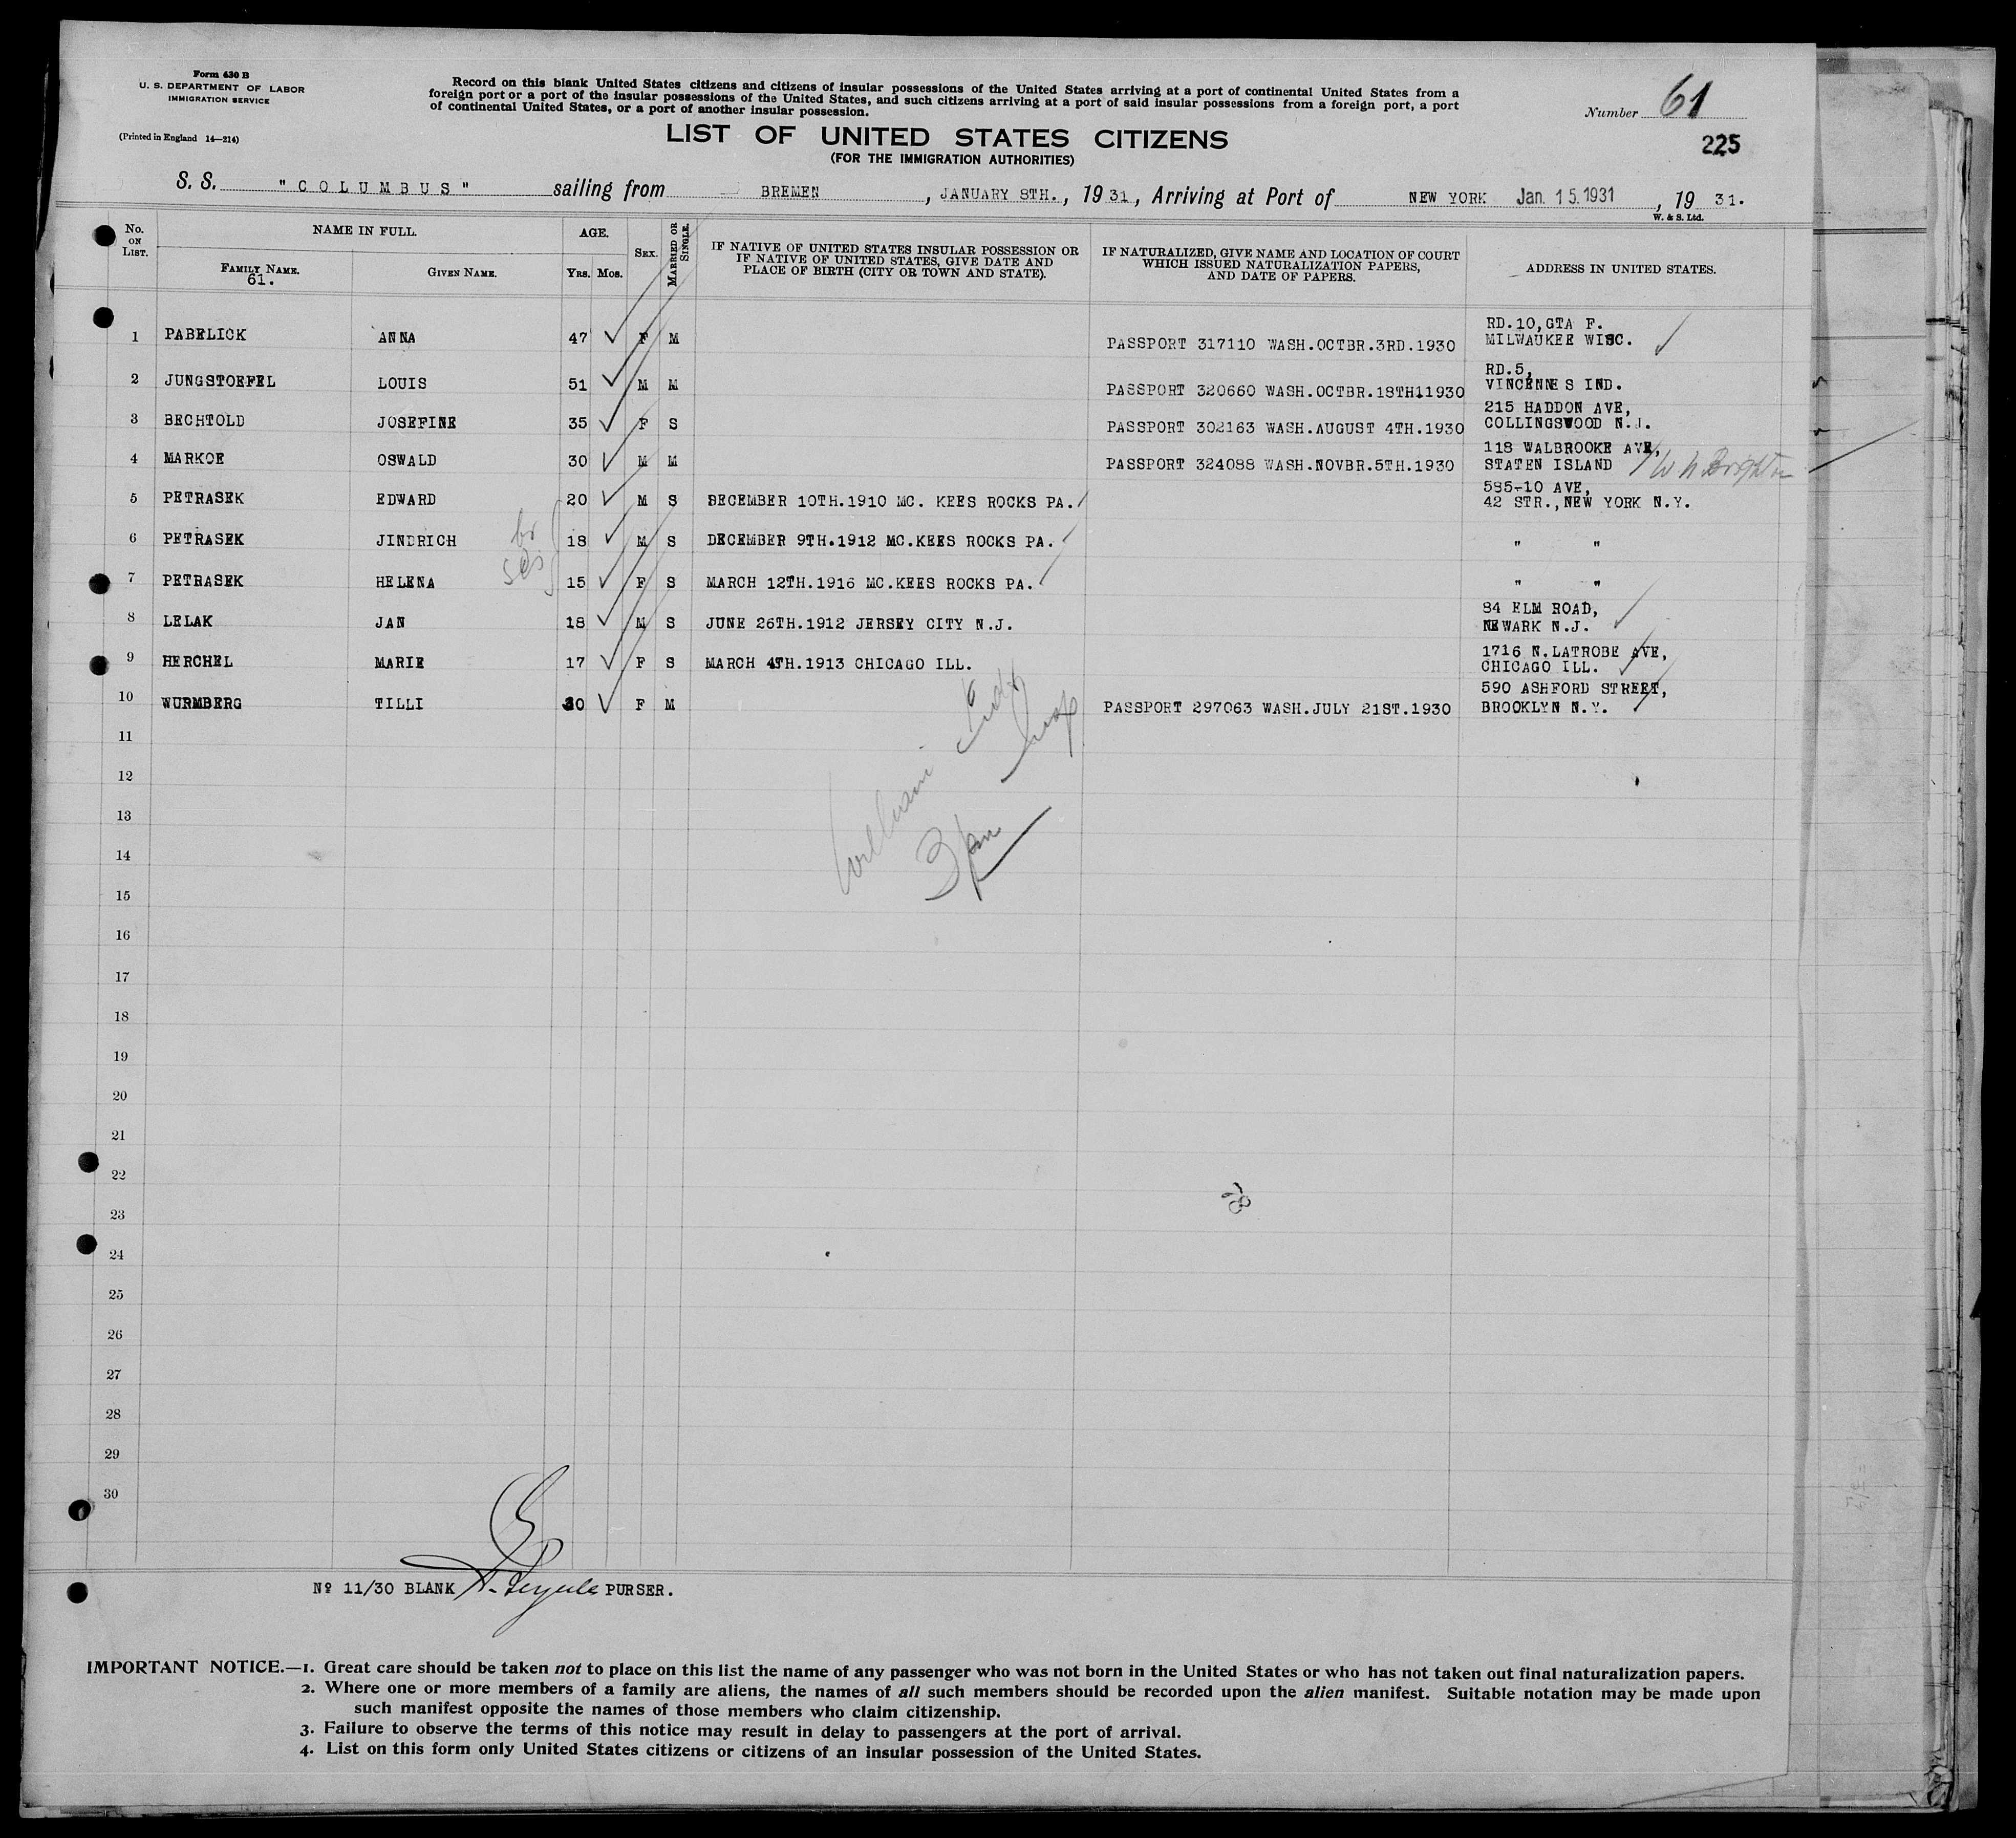 Form 630 B
U. S. DEPARTMENT OF LABOR
IMMIGRATION SERVICE
(Printed in England 14—214)
Record on this blank United States citizens and citizens of insular possessions of the United States arriving at a port of continental United States from a
foreign port or a port of the insular possessions of the United States, and such citizens arriving at a port of said insular possessions from a foreign port, a port
of continental United States, or a port of another insular possession.
Number 61
225
LIST OF UNITED STATES CITIZENS
(FOR THE IMMIGRATION AUTHORITIES)
S. S. "COLUMBUS" sailing from BREMEN, JANUARY 8TH., 1931, Arriving at Port of NEW YORK Jan. 15. 1931, 1931.
W. & S. Ltd.
No. ON LIST. NAME IN FULL. AGE. SEX. MARRIED OR SINGLE. IF NATIVE OF UNITED STATES INSULAR POSSESSION OR IF NATIVE OF UNITED STATES, GIVE DATE AND PLACE OF BIRTH (CITY OR TOWN AND STATE). IF NATURALIZED, GIVE NAME AND LOCATION OF COURT WHICH ISSUED NATURALIZATION PAPERS, AND DATE OF PAPERS. ADDRESS IN UNITED STATES.
FAMILY NAME. GIVEN NAME. YRS. MOS.
61.
1 PABELICK ANNA 47 F M PASSPORT 317110 WASH.OCTBR.3RD.1930 RD.10,GTA F. MILWAUKEE WISC.
2 JUNGSTOEFEL LOUIS 51 M M PASSPORT 320660 WASH.OCTBR.18TH11930 RD.5, VINCENNES IND.
3 BECHTOLD JOSEFINE 35 F S PASSPORT 302163 WASH.AUGUST 4TH.1930 215 HADDON AVE, COLLINGSWOOD N.J.
4 MARKOE OSWALD 30 M M PASSPORT 324088 WASH.NOVBR.5TH.1930 118 WALBROOKE AVE, STATEN ISLAND W N Brighton
5 PETRASEK EDWARD 20 M S DECEMBER 10TH.1910 MC. KEES ROCKS PA. 585-10 AVE, 42 STR.,NEW YORK N.Y.
6 PETRASEK JINDRICH 18 M S DECEMBER 9TH.1912 MC.KEES ROCKS PA. " "
7 PETRASEK HELENA 15 F S MARCH 12TH.1916 MC.KEES ROCKS PA. " "
8 LELAK JAN 18 M S JUNE 26TH.1912 JERSEY CITY N.J. 84 ELM ROAD, NEWARK N.J.
9 HERCHEL MARIE 17 F S MARCH 4TH.1913 CHICAGO ILL. 1716 N.LATROBE AVE, CHICAGO ILL.
10 WURMBERG TILLI 30 F M PASSPORT 297063 WASH.JULY 21ST.1930 590 ASHFORD STREET, BROOKLYN N.Y.
11
12
13
14
15
16
17
18
19
20
21
22
23
24
25
26
27
28
29
30
Nº 11/30 BLANK PURSER.
IMPORTANT NOTICE.—1. Great care should be taken not to place on this list the name of any passenger who was not born in the United States or who has not taken out final naturalization papers.
2. Where one or more members of a family are aliens, the names of all such members should be recorded upon the alien manifest. Suitable notation may be made upon
such manifest opposite the names of those members who claim citizenship.
3. Failure to observe the terms of this notice may result in delay to passengers at the port of arrival.
4. List on this form only United States citizens or citizens of an insular possession of the United States.